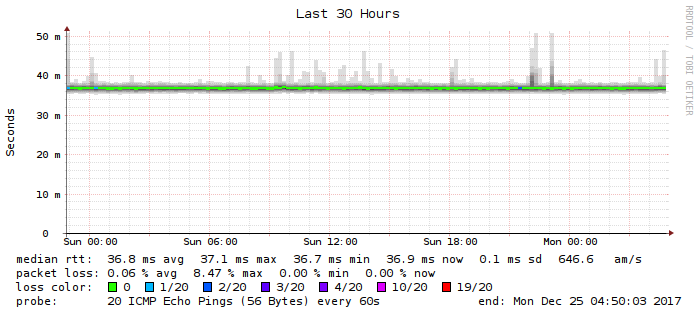 Last 30 Hours
RRDTOOL / TOBI OETIKER
Seconds
50 m
40 m
30 m
20 m
10 m
0
Sun 00:00 Sun 06:00 Sun 12:00 Sun 18:00 Mon 00:00
median rtt: 36.8 ms avg 37.1 ms max 36.7 ms min 36.9 ms now 0.1 ms sd 646.6 am/s
packet loss: 0.06 % avg 8.47 % max 0.00 % min 0.00 % now
loss color: 0 1/20 2/20 3/20 4/20 10/20 19/20
probe: 20 ICMP Echo Pings (56 Bytes) every 60s end: Mon Dec 25 04:50:03 2017